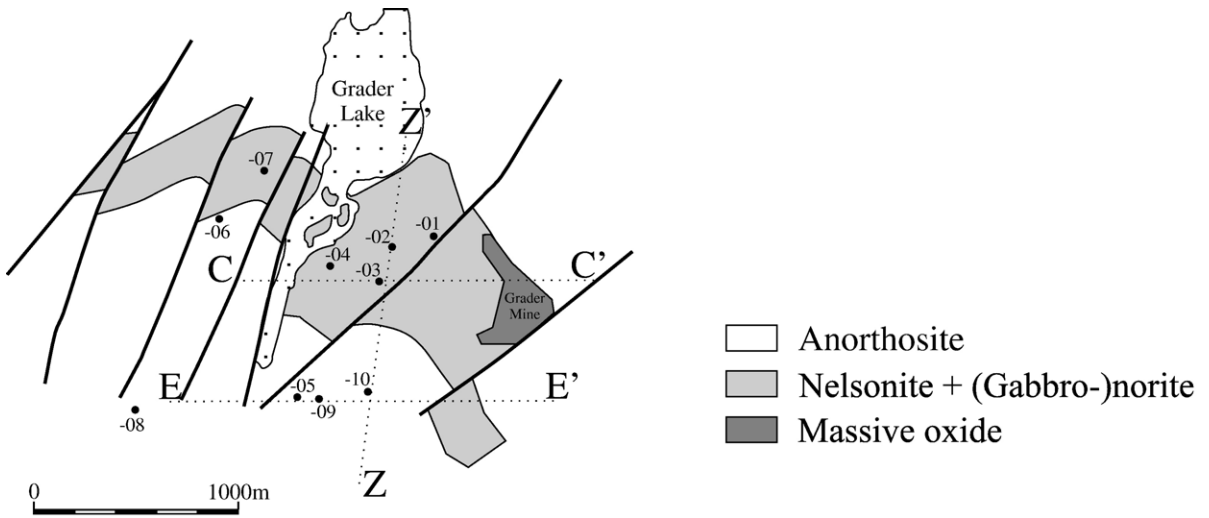 Grader
Lake
Z'
-07
-06
-01
-02
-04
-03
C
C'
Grader
Mine
Anorthosite
Nelsonite + (Gabbro-)norite
Massive oxide
E
E'
-05
-10
-09
-08
Z
0
1000m